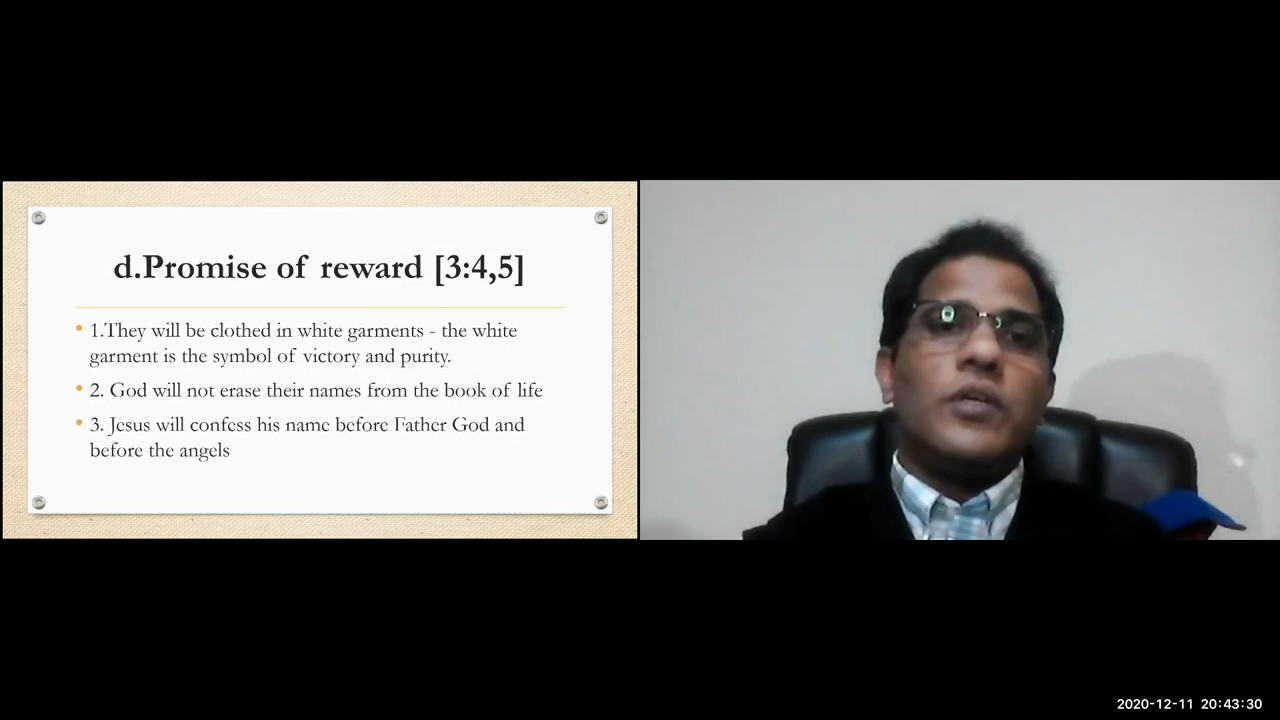 d.Promise of reward [3:4,5]
• 1.They will be clothed in white garments - the white
garment is the symbol of victory and purity.
• 2. God will not erase their names from the book of life
• 3. Jesus will confess his name before Father God and
before the angels
2020-12-11 20:43:30